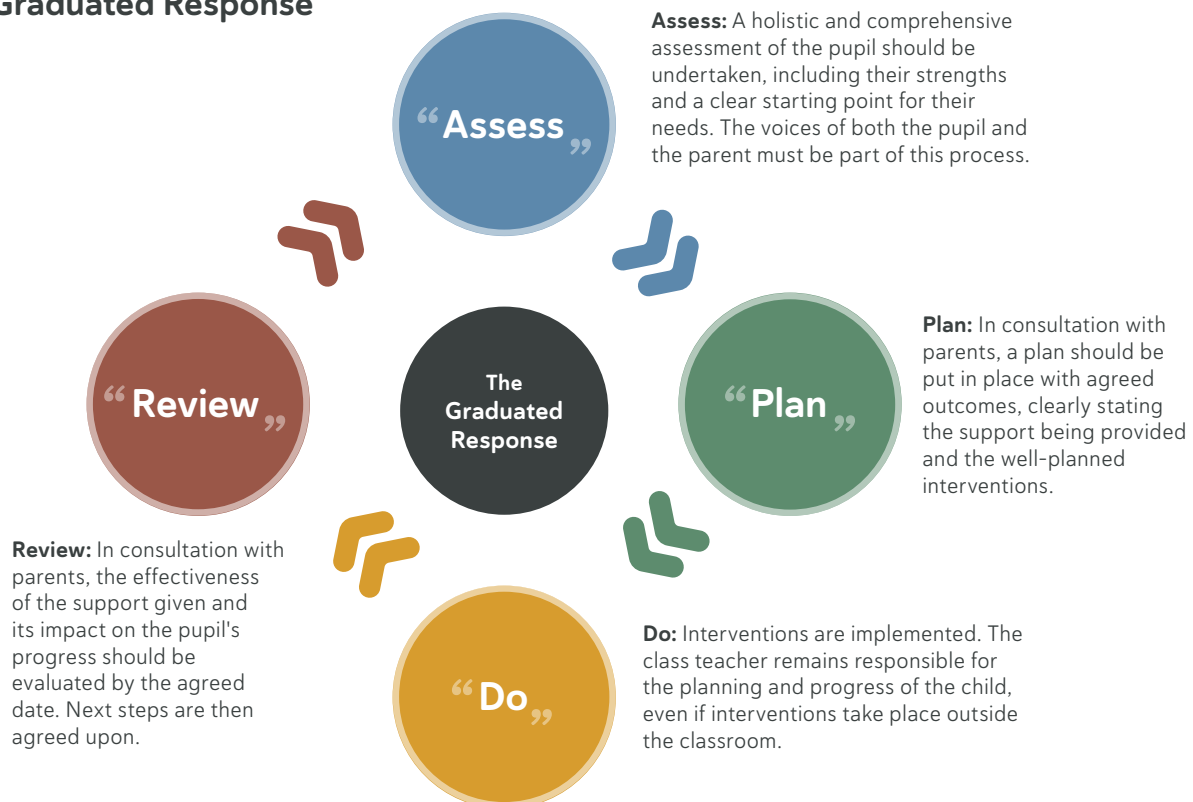 Graduated Response
Assess: A holistic and comprehensive
assessment of the pupil should be
undertaken, including their strengths
and a clear starting point for their
needs. The voices of both the pupil and
the parent must be part of this process.
“Assess”
“Review”
The
Graduated
Response
“Plan”
Plan: In consultation with
parents, a plan should be
put in place with agreed
outcomes, clearly stating
the support being provided
and the well-planned
interventions.
Review: In consultation with
parents, the effectiveness
of the support given and
its impact on the pupil's
progress should be
evaluated by the agreed
date. Next steps are then
agreed upon.
“Do”
Do: Interventions are implemented. The
class teacher remains responsible for
the planning and progress of the child,
even if interventions take place outside
the classroom.